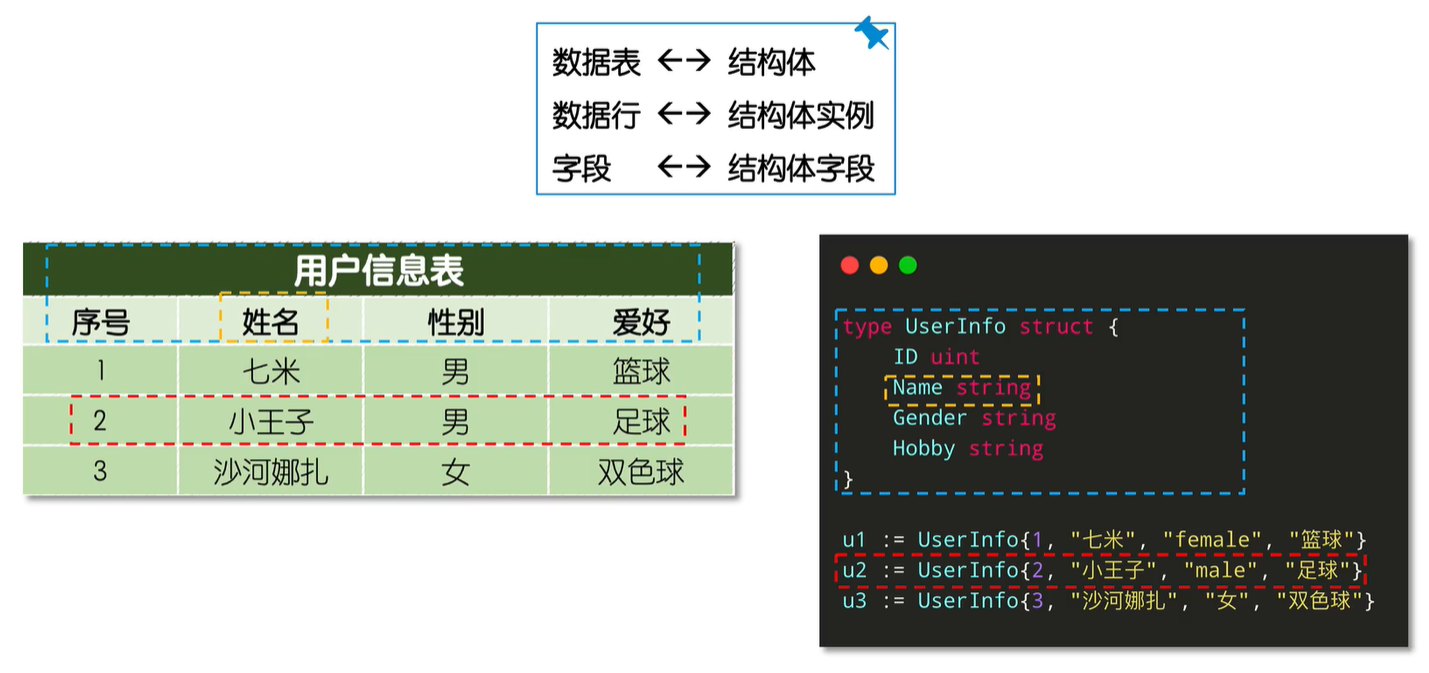 数据表 <-> 结构体
数据行 <-> 结构体实例
字段 <-> 结构体字段
用户信息表
序号 姓名 性别 爱好
1 七米 男 篮球
2 小王子 男 足球
3 沙河娜扎 女 双色球
type UserInfo struct {
    ID uint
    Name string
    Gender string
    Hobby string
}
u1 := UserInfo{1, "七米", "female", "篮球"}
u2 := UserInfo{2, "小王子", "male", "足球"}
u3 := UserInfo{3, "沙河娜扎", "女", "双色球"}